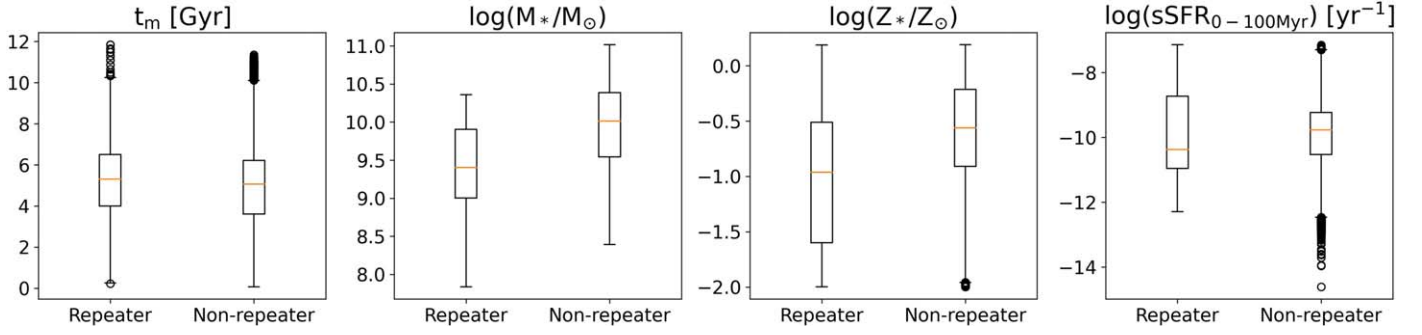 t_m [Gyr]
12
10
8
6
4
2
0
Repeater Non-repeater
log(M_*/M_⊙)
11.0
10.5
10.0
9.5
9.0
8.5
8.0
Repeater Non-repeater
log(Z_*/Z_⊙)
0.0
−0.5
−1.0
−1.5
−2.0
Repeater Non-repeater
log(sSFR_{0−100Myr}) [yr^{−1}]
−8
−10
−12
−14
Repeater Non-repeater